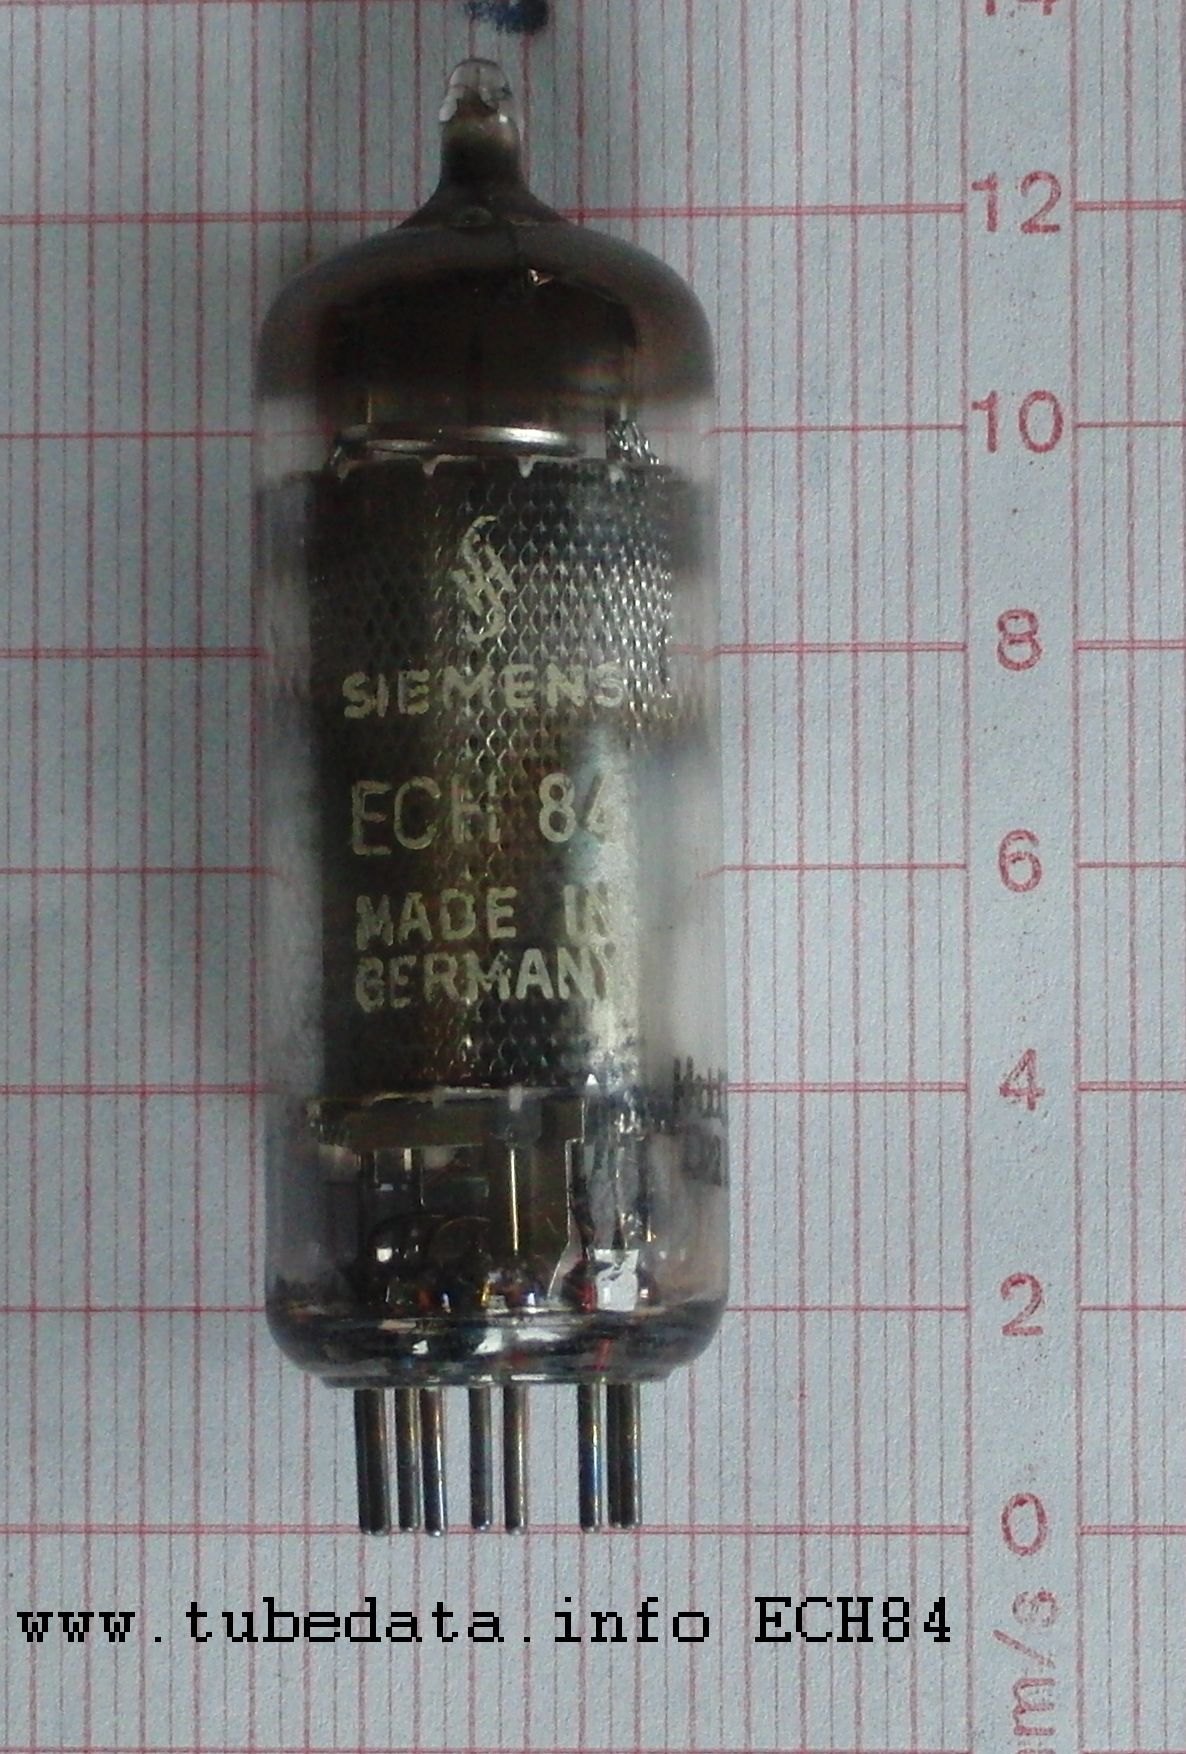 12
10
8
SIEMENS
ECH 84
6
MADE IN
GERMANY
4
2
0
m/s
www.tubedata.info ECH84